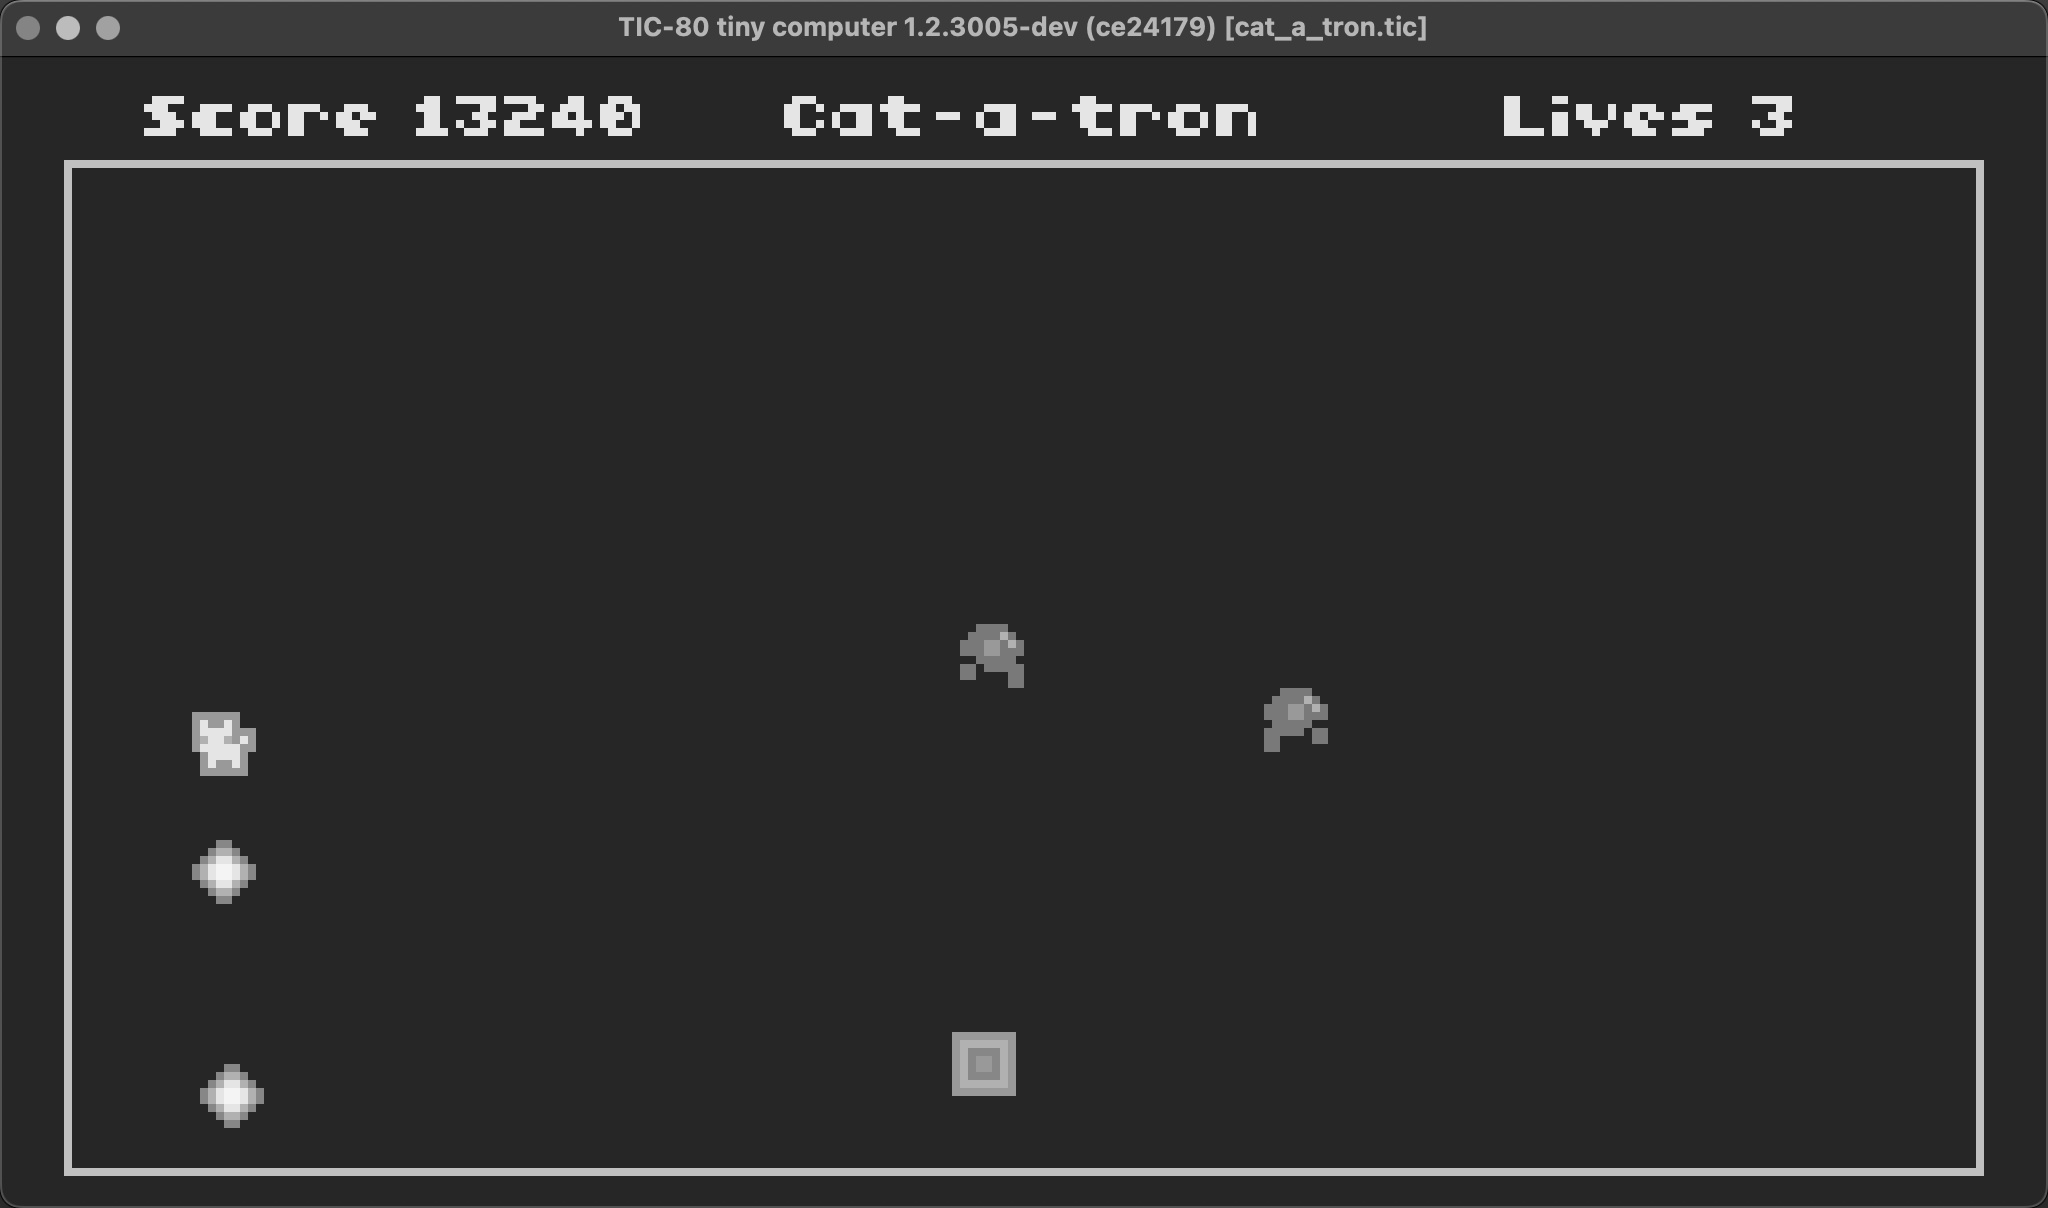 TIC-80 tiny computer 1.2.3005-dev (ce24179) [cat_a_tron.tic]
Score 13240 Cat-a-tron Lives 3